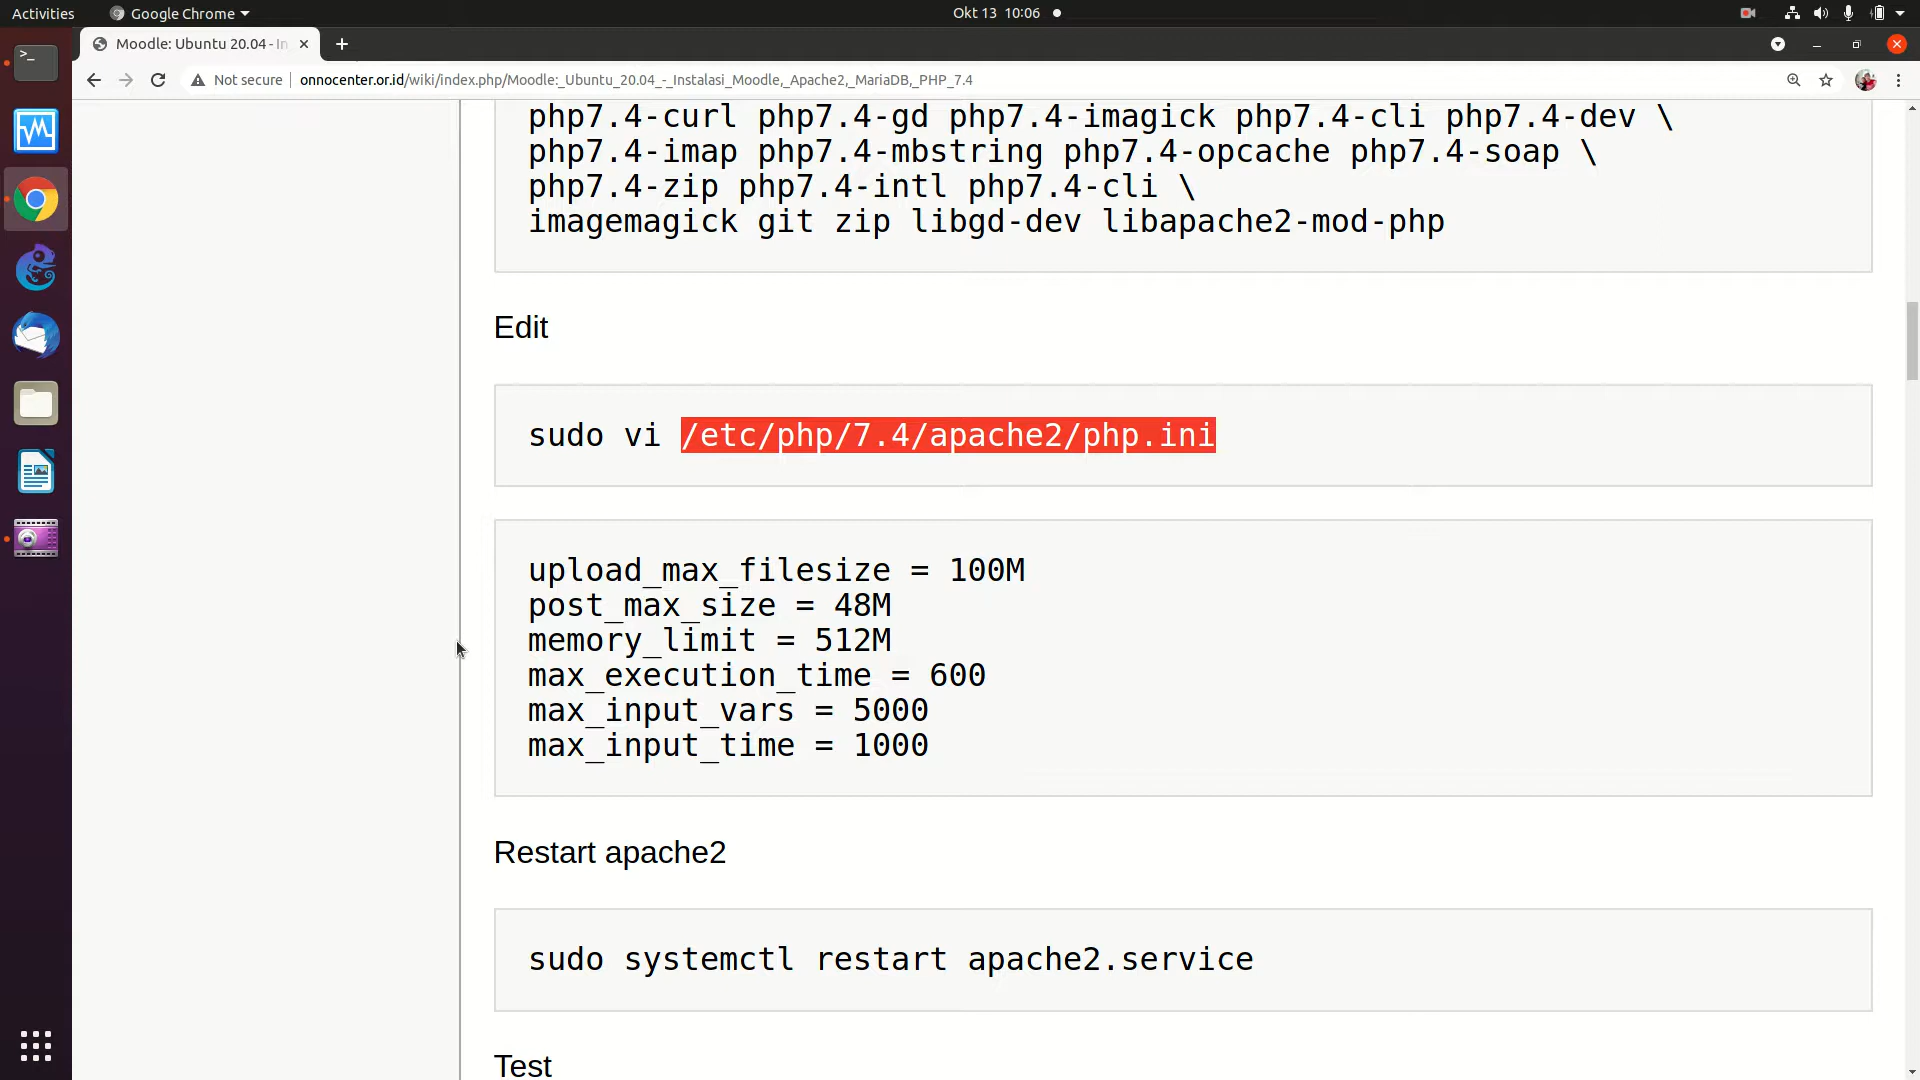 Activities
Google Chrome
Okt 13 10:06
Moodle: Ubuntu 20.04 - In
Not secure
onnocenter.or.id/wiki/index.php/Moodle:_Ubuntu_20.04_-_Instalasi_Moodle,_Apache2,_MariaDB,_PHP_7.4
php7.4-curl php7.4-gd php7.4-imagick php7.4-cli php7.4-dev \
php7.4-imap php7.4-mbstring php7.4-opcache php7.4-soap \
php7.4-zip php7.4-intl php7.4-cli \
imagemagick git zip libgd-dev libapache2-mod-php
Edit
sudo vi /etc/php/7.4/apache2/php.ini
upload_max_filesize = 100M
post_max_size = 48M
memory_limit = 512M
max_execution_time = 600
max_input_vars = 5000
max_input_time = 1000
Restart apache2
sudo systemctl restart apache2.service
Test